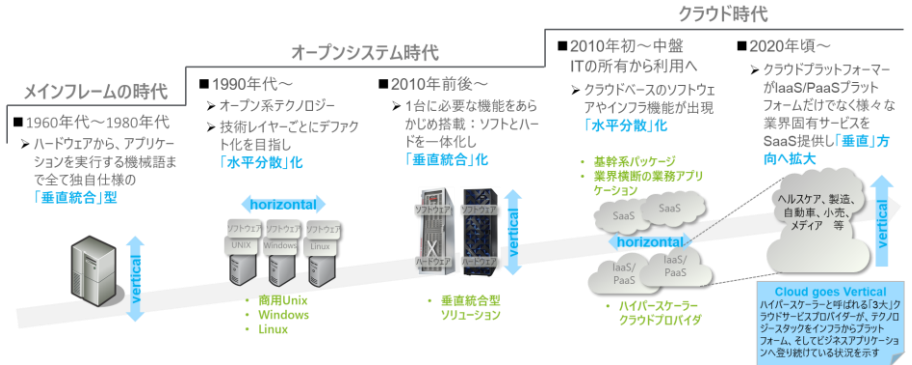 クラウド時代
オープンシステム時代
メインフレームの時代
■1960年代～1980年代
➢ ハードウェアから、アプリケー
ションを実行する機械語ま
で全て独自仕様の
「垂直統合」型
vertical
■1990年代～
➢ オープン系テクノロジー
➢ 技術レイヤーごとにデファク
ト化を目指し
「水平分散」化
horizontal
ソフトウェア ソフトウェア ソフトウェア
UNIX Windows Linux
• 商用Unix
• Windows
• Linux
■2010年前後～
➢ 1台に必要な機能をあら
かじめ搭載：ソフトとハー
ドを一体化し
「垂直統合」化
ソフトウェア ソフトウェア
ハードウェア ハードウェア
vertical
• 垂直統合型
ソリューション
■2010年初～中盤
ITの所有から利用へ
➢ クラウドベースのソフトウェ
アやインフラ機能が出現
「水平分散」化
• 基幹系パッケージ
• 業界横断の業務アプリ
ケーション
SaaS SaaS
horizontal
IaaS/
PaaS
IaaS/
PaaS
• ハイパースケーラー
クラウドプロバイダ
■2020年頃～
➢ クラウドプラットフォーマー
がIaaS/PaaSプラット
フォームだけでなく様々な
業界固有サービスを
SaaS提供し「垂直」方
向へ拡大
ヘルスケア、製造、
自動車、小売、
メディア 等
vertical
Cloud goes Vertical
ハイパースケーラーと呼ばれる「3大」ク
ラウドサービスプロバイダーが、テクノロ
ジースタックをインフラからプラット
フォーム、そしてビジネスアプリケーショ
ンへ登り続けている状況を示す